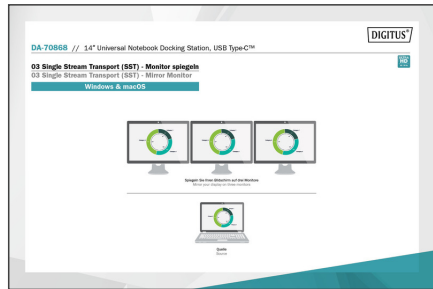 DIGITUS®
DA-70868 // 14" Universal Notebook Docking Station, USB Type-C™
03 Single Stream Transport (SST) - Monitor spiegeln
03 Single Stream Transport (SST) - Mirror Monitor
HD
Windows & macOS
Spiegeln Sie Ihren Bildschirm auf drei Monitore
Mirror your display on three monitors
Quelle
Source